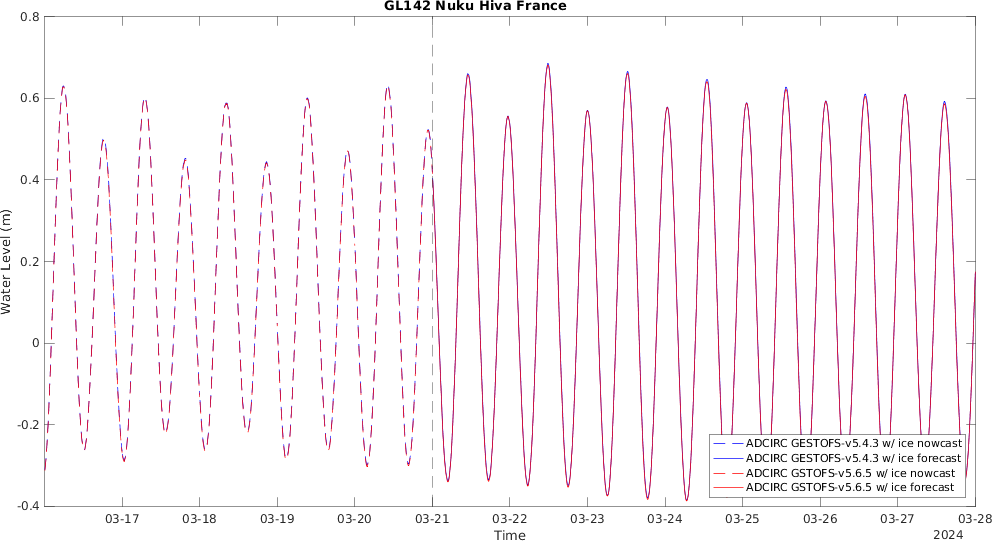 GL142 Nuku Hiva France
0.8
0.6
0.4
0.2
0
-0.2
-0.4
Water Level (m)
ADCIRC GESTOFS-v5.4.3 w/ ice nowcast
ADCIRC GESTOFS-v5.4.3 w/ ice forecast
ADCIRC GSTOFS-v5.6.5 w/ ice nowcast
ADCIRC GSTOFS-v5.6.5 w/ ice forecast
03-17 03-18 03-19 03-20 03-21 03-22 03-23 03-24 03-25 03-26 03-27 03-28
Time
2024